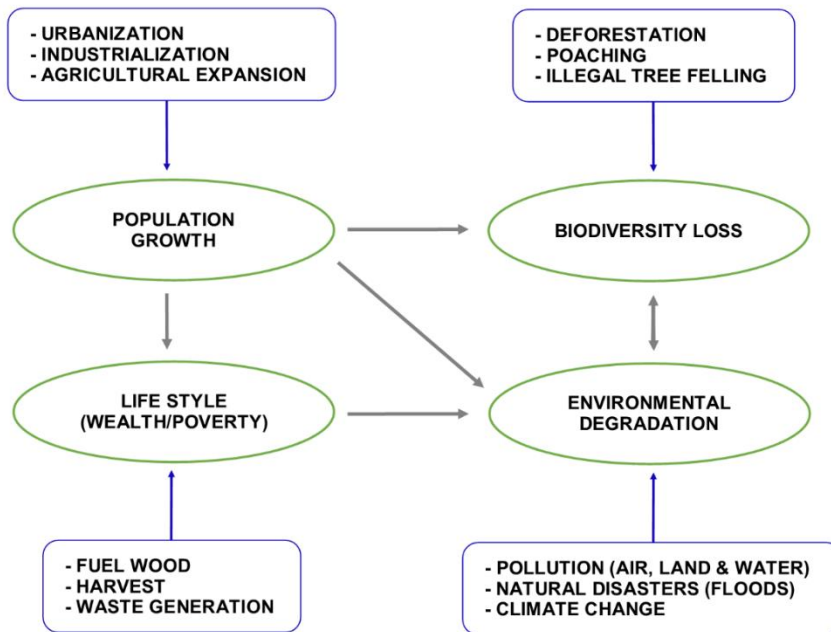 - URBANIZATION
- INDUSTRIALIZATION
- AGRICULTURAL EXPANSION
- DEFORESTATION
- POACHING
- ILLEGAL TREE FELLING
POPULATION
GROWTH
BIODIVERSITY LOSS
LIFE STYLE
(WEALTH/POVERTY)
ENVIRONMENTAL
DEGRADATION
- FUEL WOOD
- HARVEST
- WASTE GENERATION
- POLLUTION (AIR, LAND & WATER)
- NATURAL DISASTERS (FLOODS)
- CLIMATE CHANGE